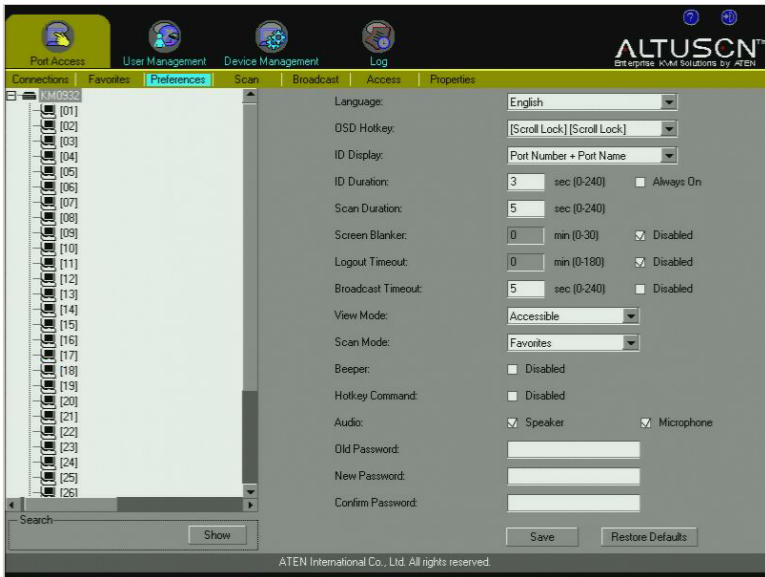 Port Access User Management Device Management Log
ALTUSCN™
Enterprise KVM Solutions by ATEN
Connections Favorites Preferences Scan Broadcast Access Properties
KM0932
[01]
[02]
[03]
[04]
[05]
[06]
[07]
[08]
[09]
[10]
[11]
[12]
[13]
[14]
[15]
[16]
[17]
[18]
[19]
[20]
[21]
[22]
[23]
[24]
[25]
[26]
Search
Show
Language: English
OSD Hotkey: [Scroll Lock] [Scroll Lock]
ID Display: Port Number + Port Name
ID Duration: 3 sec (0-240) Always On
Scan Duration: 5 sec (0-240)
Screen Blanker: 0 min (0-30) Disabled
Logout Timeout: 0 min (0-180) Disabled
Broadcast Timeout: 5 sec (0-240) Disabled
View Mode: Accessible
Scan Mode: Favorites
Beeper: Disabled
Hotkey Command: Disabled
Audio: Speaker Microphone
Old Password:
New Password:
Confirm Password:
Save Restore Defaults
ATEN International Co., Ltd. All rights reserved.